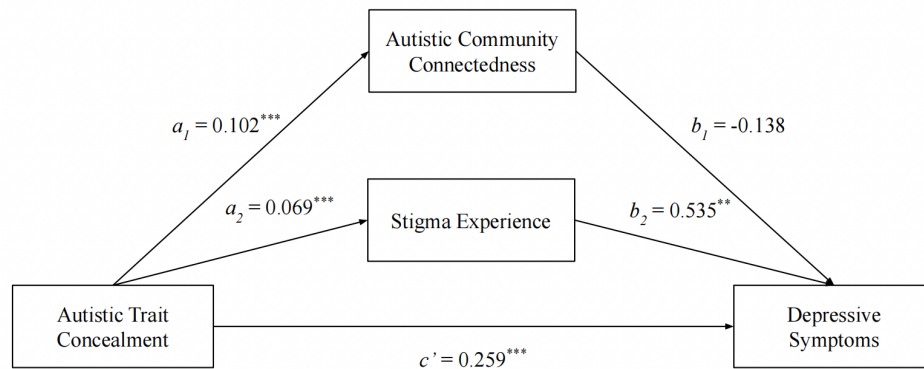 Autistic Community
Connectedness
a₁ = 0.102***
b₁ = -0.138
a₂ = 0.069***
Stigma Experience
b₂ = 0.535**
Autistic Trait
Concealment
Depressive
Symptoms
c’ = 0.259***